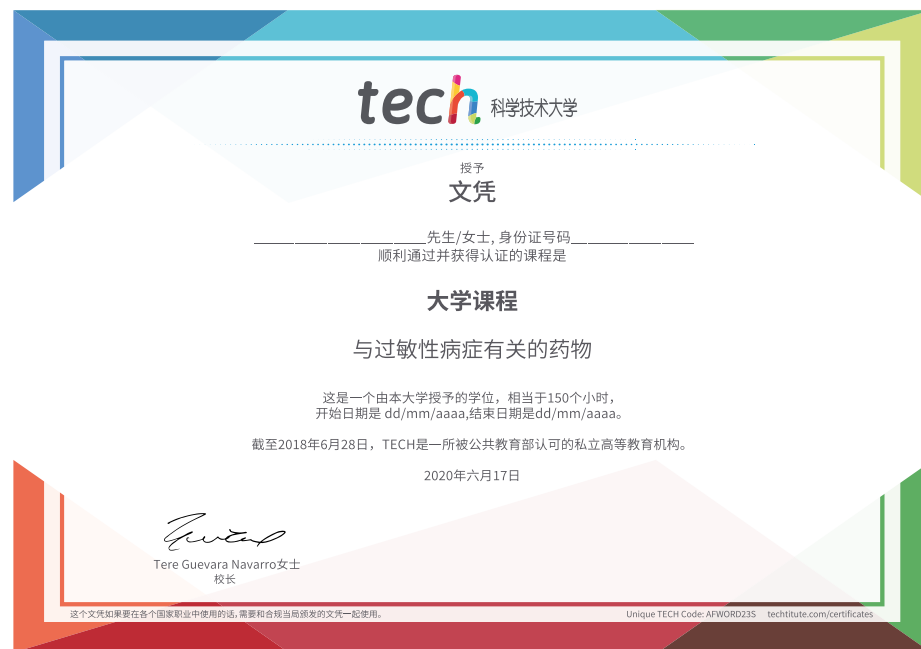 tech 科学技术大学
授予
文凭
______________________先生/女士, 身份证号码________________
顺利通过并获得认证的课程是
大学课程
与过敏性病症有关的药物
这是一个由本大学授予的学位，相当于150个小时，
开始日期是 dd/mm/aaaa,结束日期是dd/mm/aaaa。
截至2018年6月28日，TECH是一所被公共教育部认可的私立高等教育机构。
2020年六月17日
Tere Guevara Navarro女士
校长
这个文凭如果要在各个国家职业中使用的话,需要和合规当局颁发的文凭一起使用。
Unique TECH Code: AFWORD23S techtitute.com/certificates